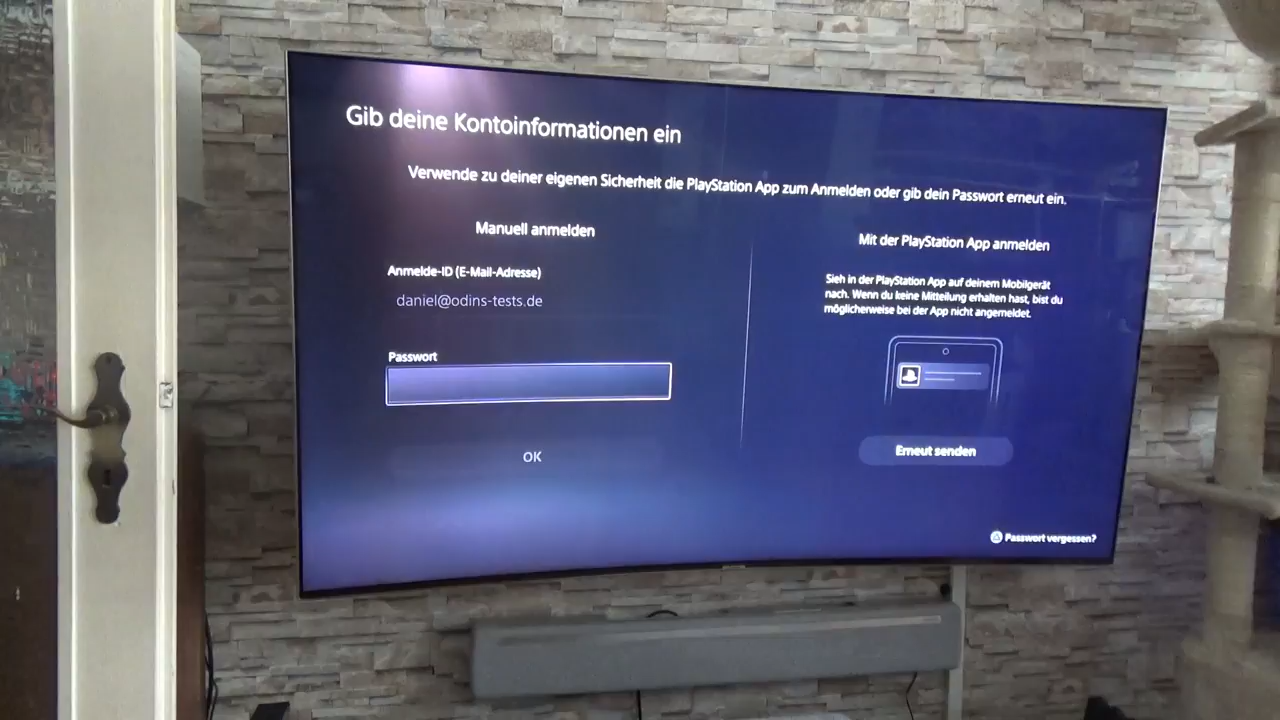 Gib deine Kontoinformationen ein
Verwende zu deiner eigenen Sicherheit die PlayStation App zum Anmelden oder gib dein Passwort erneut ein.
Manuell anmelden
Anmelde-ID (E-Mail-Adresse)
daniel@odins-tests.de
Passwort
OK
Mit der PlayStation App anmelden
Sieh in der PlayStation App auf deinem Mobilgerät
nach. Wenn du keine Mitteilung erhalten hast, bist du
möglicherweise bei der App nicht angemeldet.
Erneut senden
Passwort vergessen?